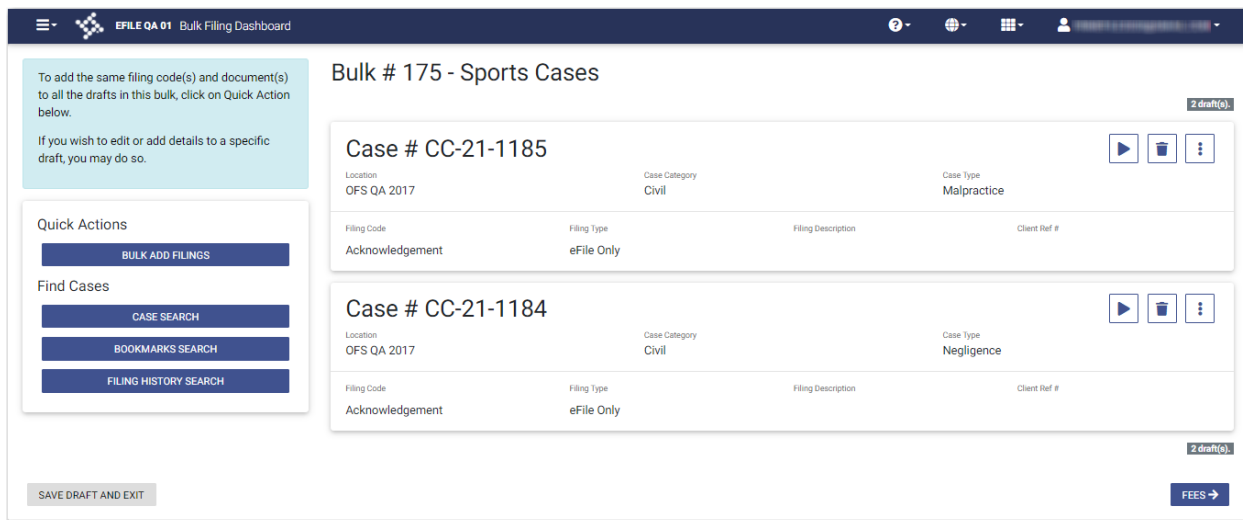 EFILE QA 01 Bulk Filing Dashboard
To add the same filing code(s) and document(s)
to all the drafts in this bulk, click on Quick Action
below.
If you wish to edit or add details to a specific
draft, you may do so.
Quick Actions
BULK ADD FILINGS
Find Cases
CASE SEARCH
BOOKMARKS SEARCH
FILING HISTORY SEARCH
SAVE DRAFT AND EXIT
Bulk # 175 - Sports Cases
2 draft(s).
Case # CC-21-1185
Location Case Category Case Type
OFS QA 2017 Civil Malpractice
Filing Code Filing Type Filing Description Client Ref #
Acknowledgement eFile Only
Case # CC-21-1184
Location Case Category Case Type
OFS QA 2017 Civil Negligence
Filing Code Filing Type Filing Description Client Ref #
Acknowledgement eFile Only
2 draft(s).
FEES →